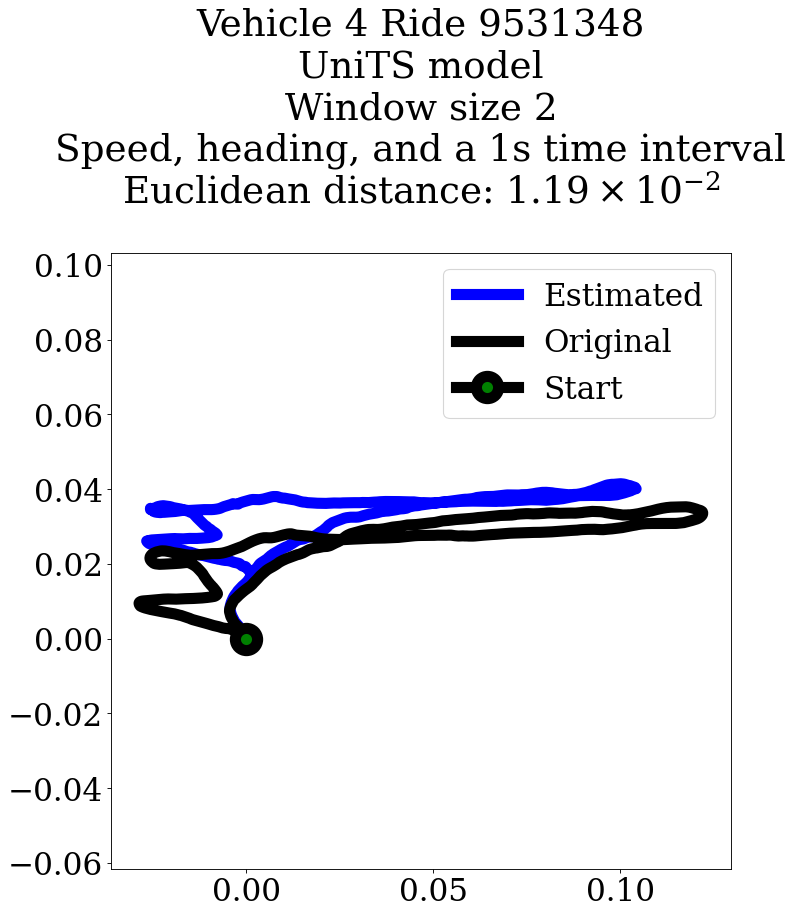 Vehicle 4 Ride 9531348
UniTS model
Window size 2
Speed, heading, and a 1s time interval
Euclidean distance: 1.19 × 10⁻²
Estimated
Original
Start
0.10
0.08
0.06
0.04
0.02
0.00
−0.02
−0.04
−0.06
0.00 0.05 0.10